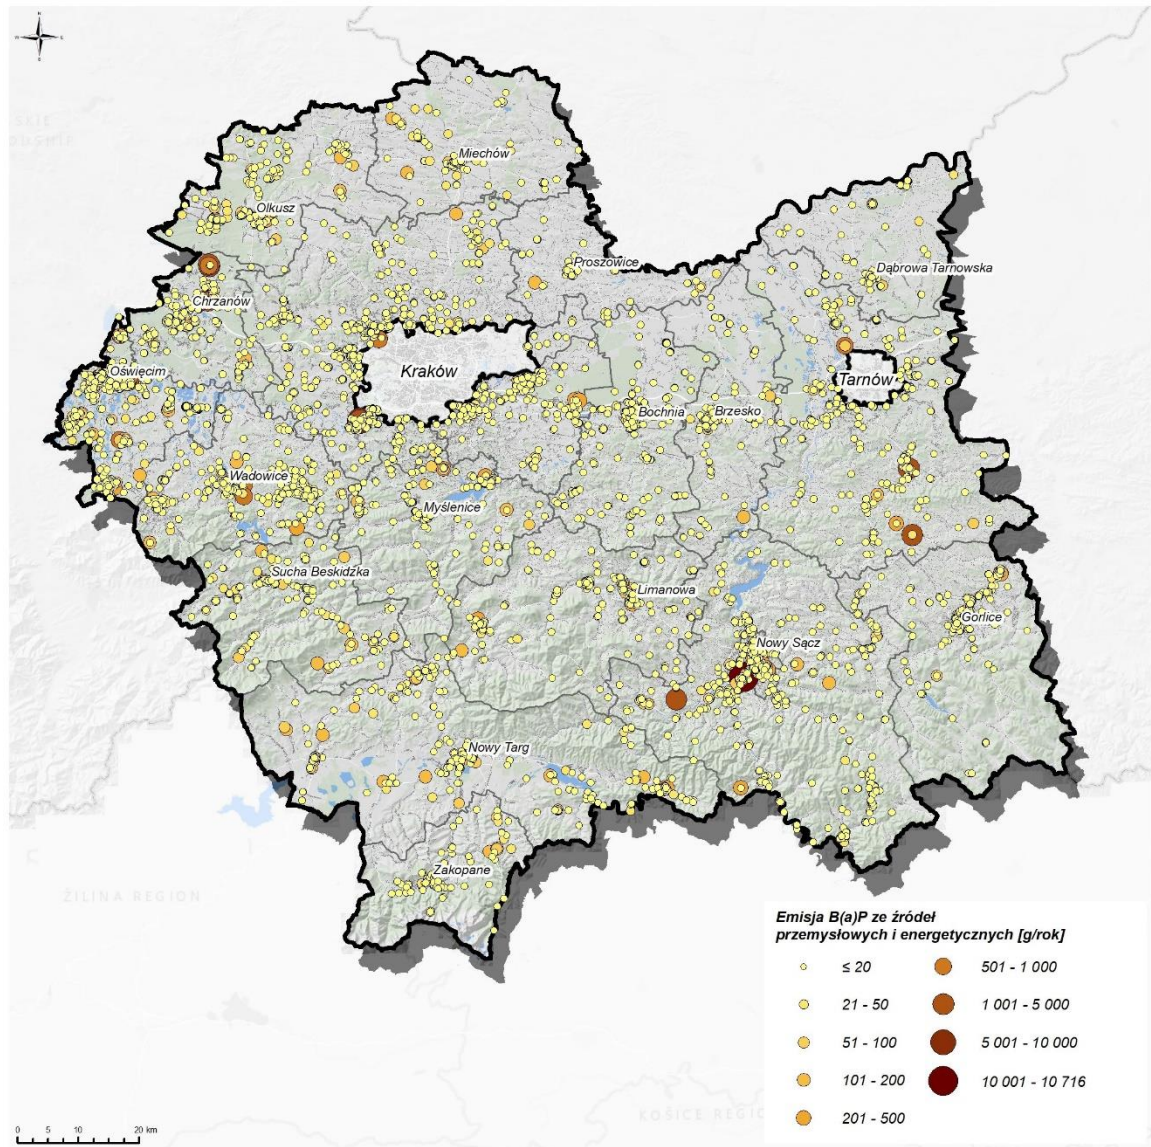 Miechów
Olkusz
Proszowice
Dąbrowa Tarnowska
Chrzanów
Kraków
Oświęcim
Tarnów
Bochnia
Brzesko
Wadowice
Myślenice
Sucha Beskidzka
Limanowa
Gorlice
Nowy Sącz
Nowy Targ
Zakopane
ŻILINA REGION
KOŠICE REGIO
Emisja B(a)P ze źródeł
przemysłowych i energetycznych [g/rok]
≤ 20
21 - 50
51 - 100
101 - 200
201 - 500
501 - 1 000
1 001 - 5 000
5 001 - 10 000
10 001 - 10 716
0 5 10 20 km